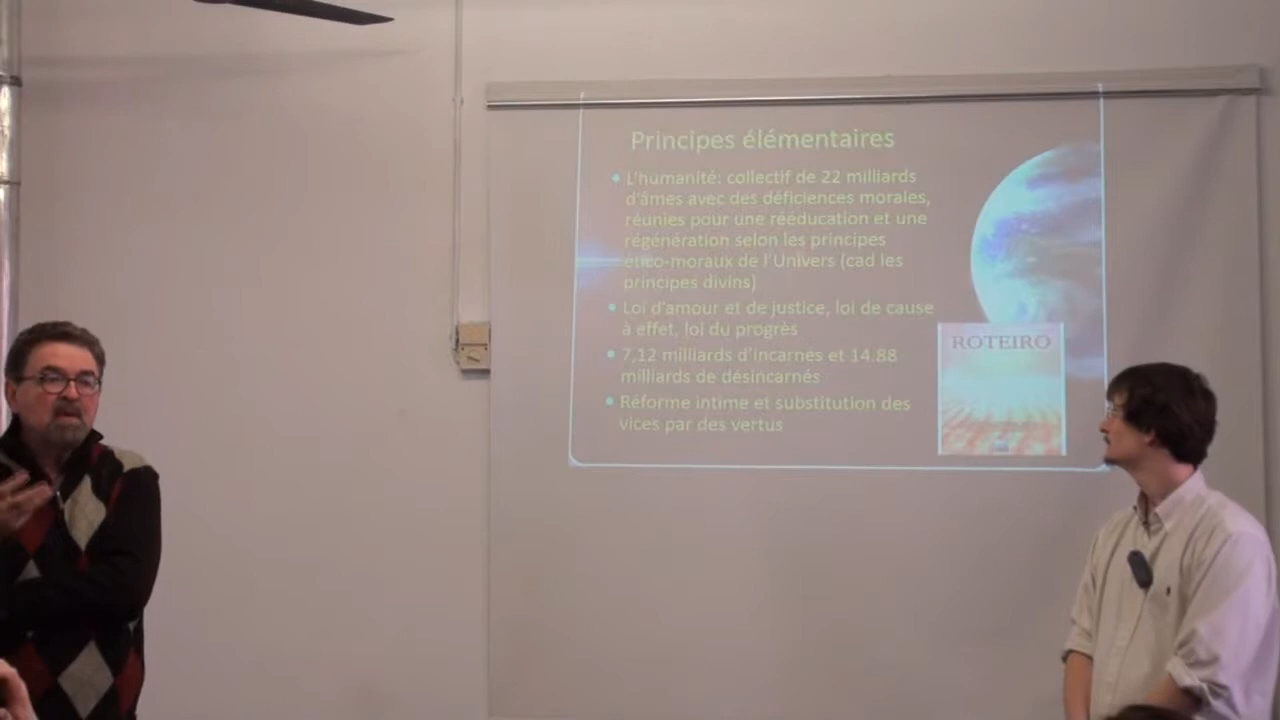 Principes élémentaires
• L'humanité: collectif de 22 milliards
d'âmes avec des déficiences morales,
réunies pour une rééducation et une
régénération selon les principes
ético-moraux de l'Univers (cad les
principes divins)
• Loi d'amour et de justice, loi de cause
à effet, loi du progrès
• 7,12 milliards d'incarnés et 14.88
milliards de désincarnés
• Réforme intime et substitution des
vices par des vertus
ROTEIRO